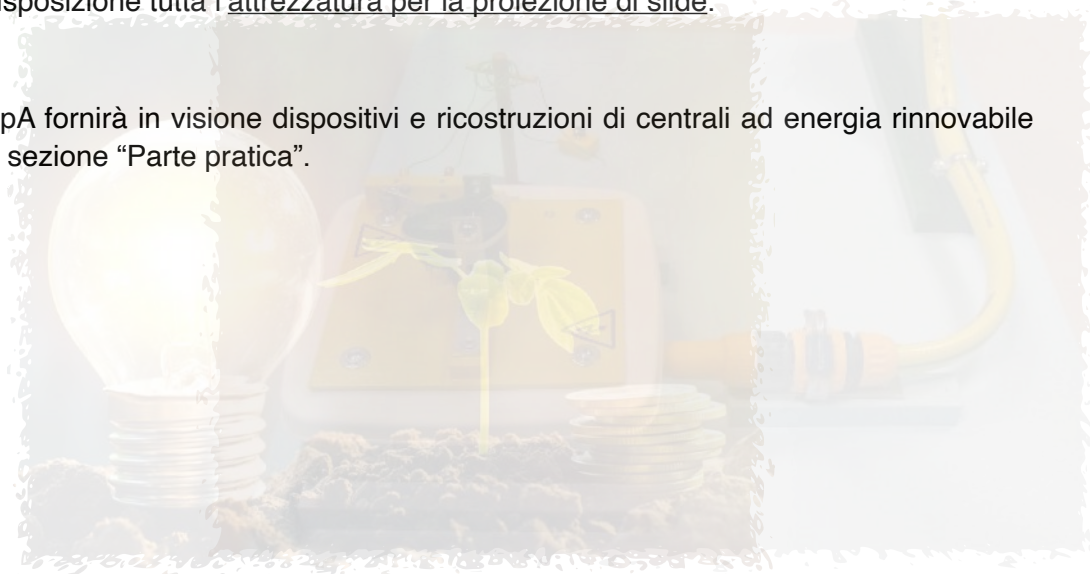 disposizione tutta l'attrezzatura per la proiezione di slide.
pA fornirà in visione dispositivi e ricostruzioni di centrali ad energia rinnovabile
sezione “Parte pratica”.